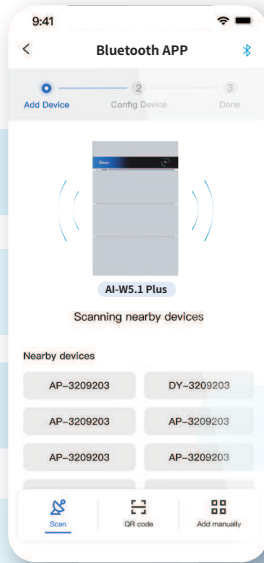 9:41
Bluetooth APP
2
3
Add Device
Config Device
Done
AI-W5.1 Plus
Scanning nearby devices
Nearby devices
AP-3209203
DY-3209203
AP-3209203
AP-3209203
AP-3209203
AP-3209203
Scan
QR code
Add manually